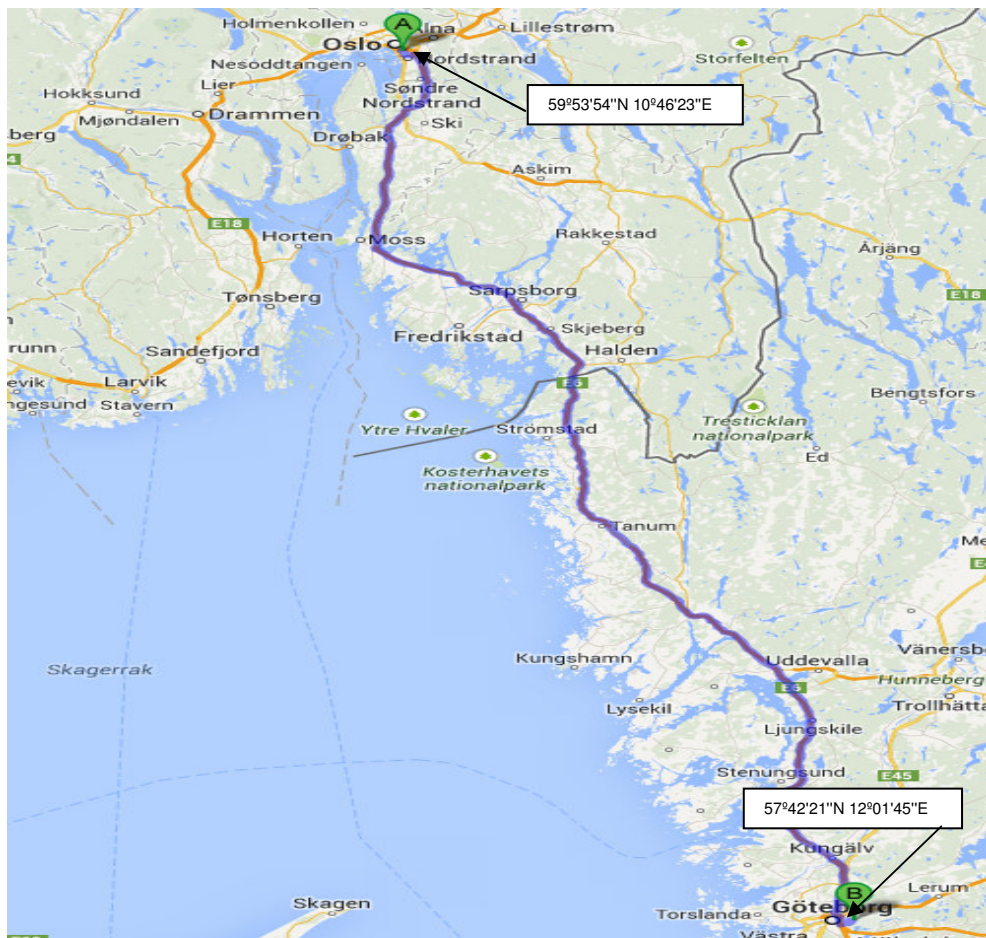 Holmenkollen
A
Alna
Lillestrøm
Oslo
Nordstrand
Nesoddtangen
Storfelten
Søndre
Nordstrand
Lier
Hokksund
Mjøndalen
Drammen
Ski
59º53'54"N 10º46'23"E
Drøbak
Askim
E18
Horten
Moss
Rakkestad
Årjäng
Tønsberg
Sarpsborg
E18
Fredrikstad
Skjeberg
Sandefjord
Halden
Larvik
E6
Stavern
Bengtsfors
Ytre Hvaler
Strömstad
Tresticklan
nationalpark
Ed
Kosterhavets
nationalpark
Tanum
Skagerrak
Kungshamn
Uddevalla
Vänersb
Hunneberg
E6
Lysekil
Trollhätta
Ljungskile
Stenungsund
E45
57º42'21"N 12º01'45"E
Kungälv
B
Skagen
Göteborg
Lerum
Torslanda
Västra